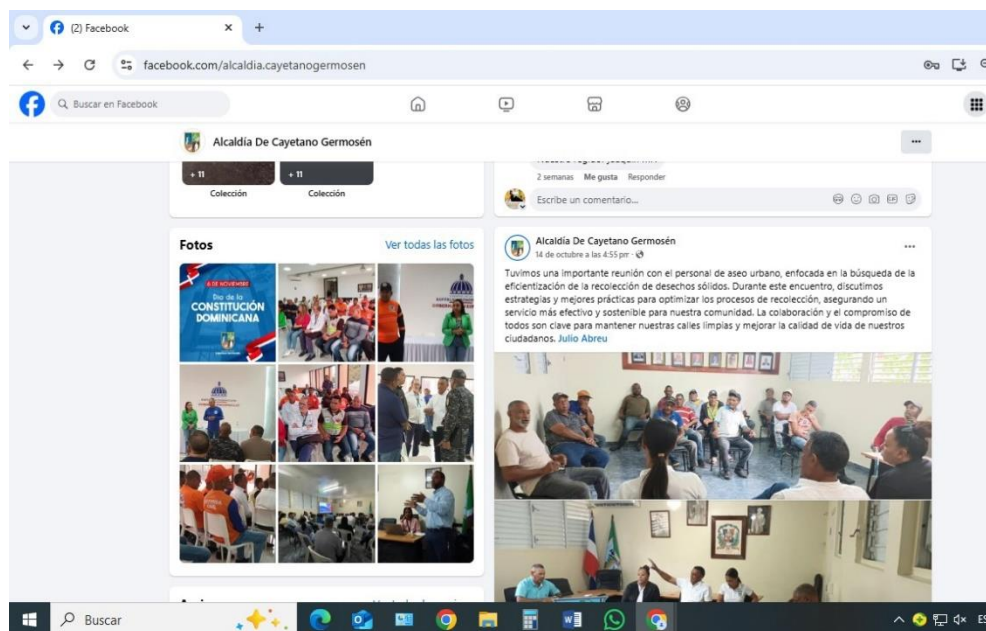 (2) Facebook
facebook.com/alcaldia.cayetanogermosen
Buscar en Facebook
Alcaldía De Cayetano Germosén
+ 11
+ 11
Colección
Colección
2 semanas Me gusta Responder
Escribe un comentario...
Fotos
Ver todas las fotos
6 DE NOVIEMBRE
Día de la
CONSTITUCIÓN
DOMINICANA
Alcaldía De Cayetano Germosén
14 de octubre a las 4:55 pm ·
Tuvimos una importante reunión con el personal de aseo urbano, enfocada en la búsqueda de la
eficientización de la recolección de desechos sólidos. Durante este encuentro, discutimos
estrategias y mejores prácticas para optimizar los procesos de recolección, asegurando un
servicio más efectivo y sostenible para nuestra comunidad. La colaboración y el compromiso de
todos son clave para mantener nuestras calles limpias y mejorar la calidad de vida de nuestros
ciudadanos. Julio Abreu
Buscar
ES